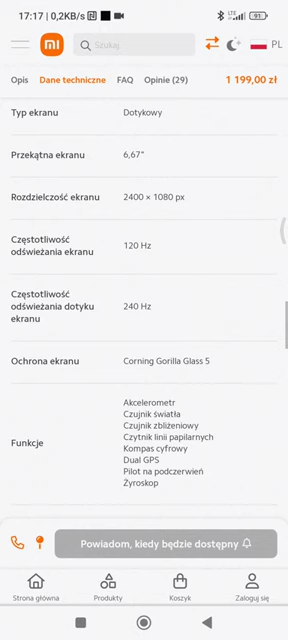 17:17 | 0,2KB/s
LTE
91
mi
Szukaj
PL
Opis Dane techniczne FAQ Opinie (29) 1 199,00 zł
Typ ekranu Dotykowy
Przekątna ekranu 6,67"
Rozdzielczość ekranu 2400 × 1080 px
Częstotliwość
odświeżania ekranu
120 Hz
Częstotliwość
odświeżania dotyku
ekranu
240 Hz
Ochrona ekranu Corning Gorilla Glass 5
Funkcje
Akcelerometr
Czujnik światła
Czujnik zbliżeniowy
Czytnik linii papilarnych
Kompas cyfrowy
Dual GPS
Pilot na podczerwień
Żyroskop
Powiadom, kiedy będzie dostępny
Strona główna Produkty Koszyk Zaloguj się